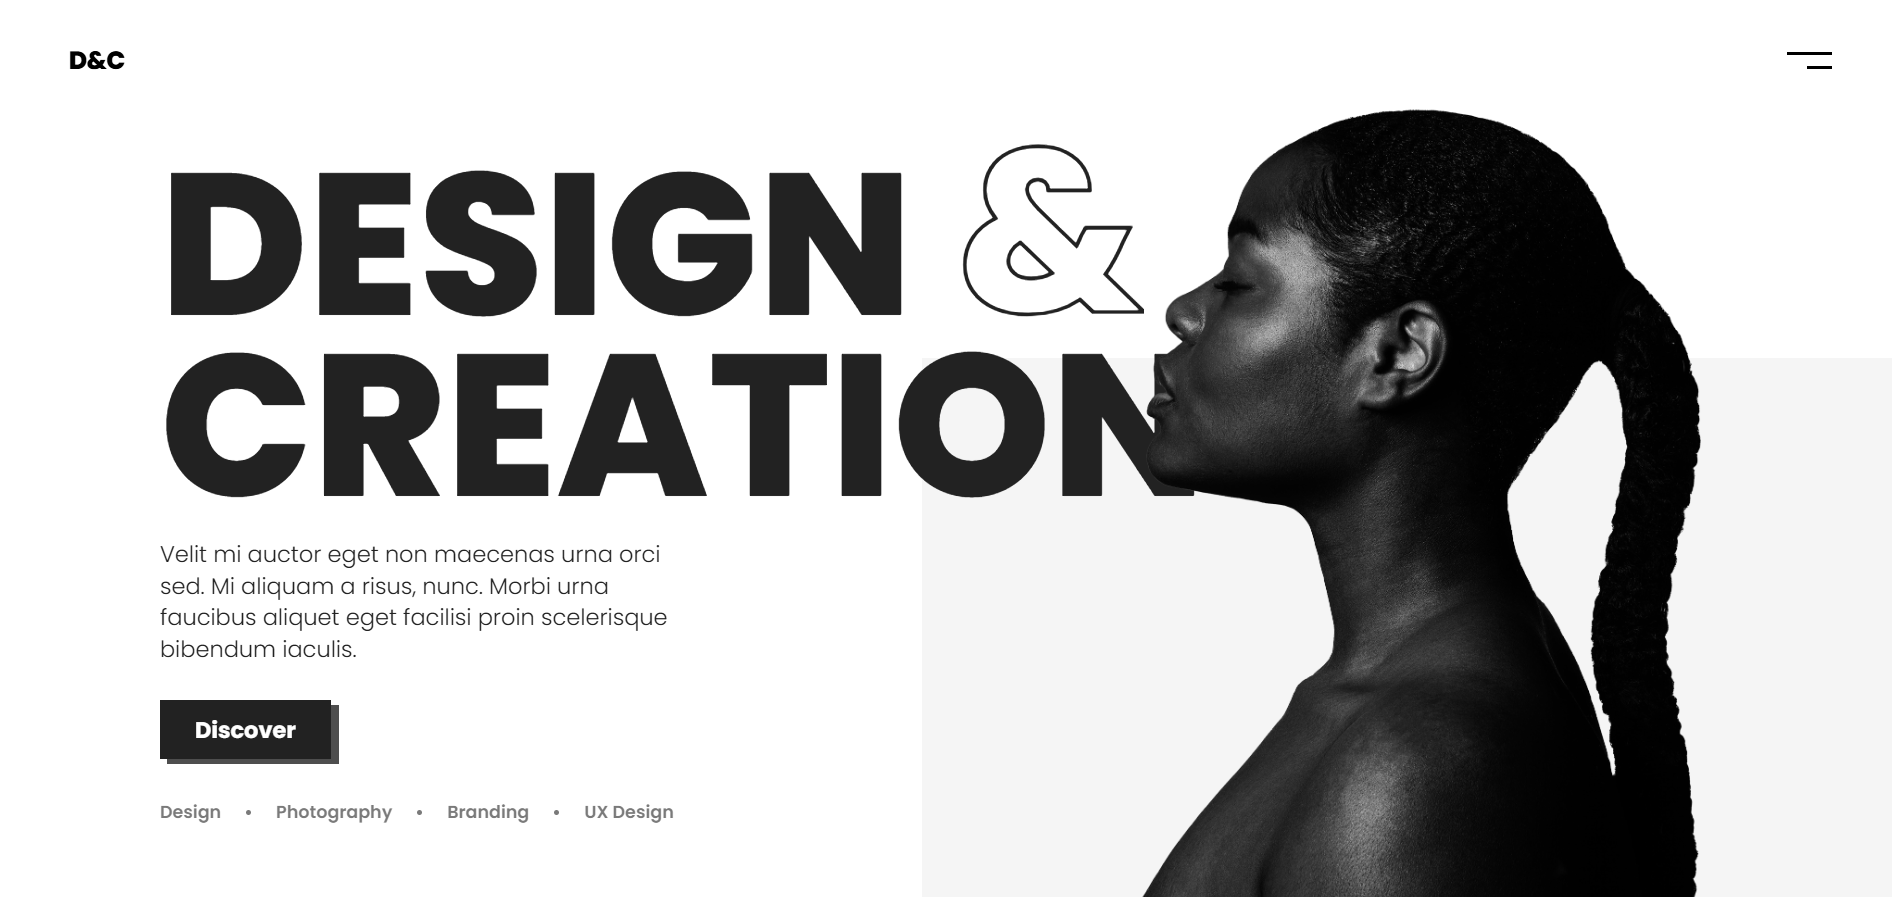 D&C
DESIGN &
CREATION
Velit mi auctor eget non maecenas urna orci
sed. Mi aliquam a risus, nunc. Morbi urna
faucibus aliquet eget facilisi proin scelerisque
bibendum iaculis.
Discover
Design • Photography • Branding • UX Design